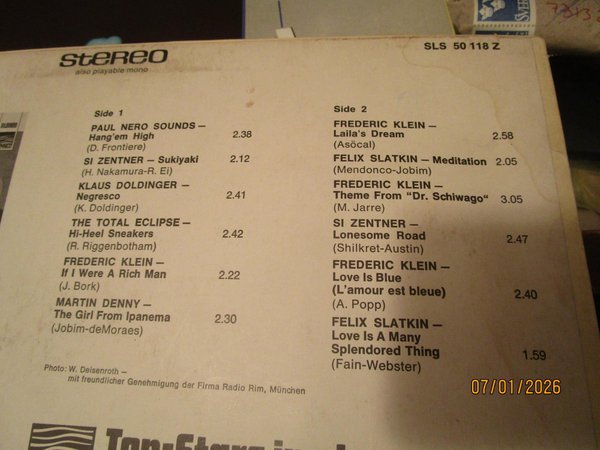 SVERI
Stereo
also playable mono
SLS 50 118 Z
Side 1
PAUL NERO SOUNDS —
Hang'em High 2.38
(D. Frontiere)
SI ZENTNER — Sukiyaki 2.12
(H. Nakamura-R. Ei)
KLAUS DOLDINGER —
Negresco 2.41
(K. Doldinger)
THE TOTAL ECLIPSE —
Hi-Heel Sneakers 2.42
(R. Riggenbotham)
FREDERIC KLEIN —
If I Were A Rich Man 2.22
(J. Bork)
MARTIN DENNY —
The Girl From Ipanema 2.30
(Jobim-deMoraes)
Side 2
FREDERIC KLEIN —
Laila's Dream 2.58
(Asöcal)
FELIX SLATKIN — Meditation 2.05
(Mendonco-Jobim)
FREDERIC KLEIN —
Theme From "Dr. Schiwago" 3.05
(M. Jarre)
SI ZENTNER —
Lonesome Road 2.47
(Shilkret-Austin)
FREDERIC KLEIN —
Love Is Blue
(L'amour est bleue) 2.40
(A. Popp)
FELIX SLATKIN —
Love Is A Many
Splendored Thing 1.59
(Fain-Webster)
Photo: W. Deisenroth —
mit freundlicher Genehmigung der Firma Radio Rim, München
07/01/2026